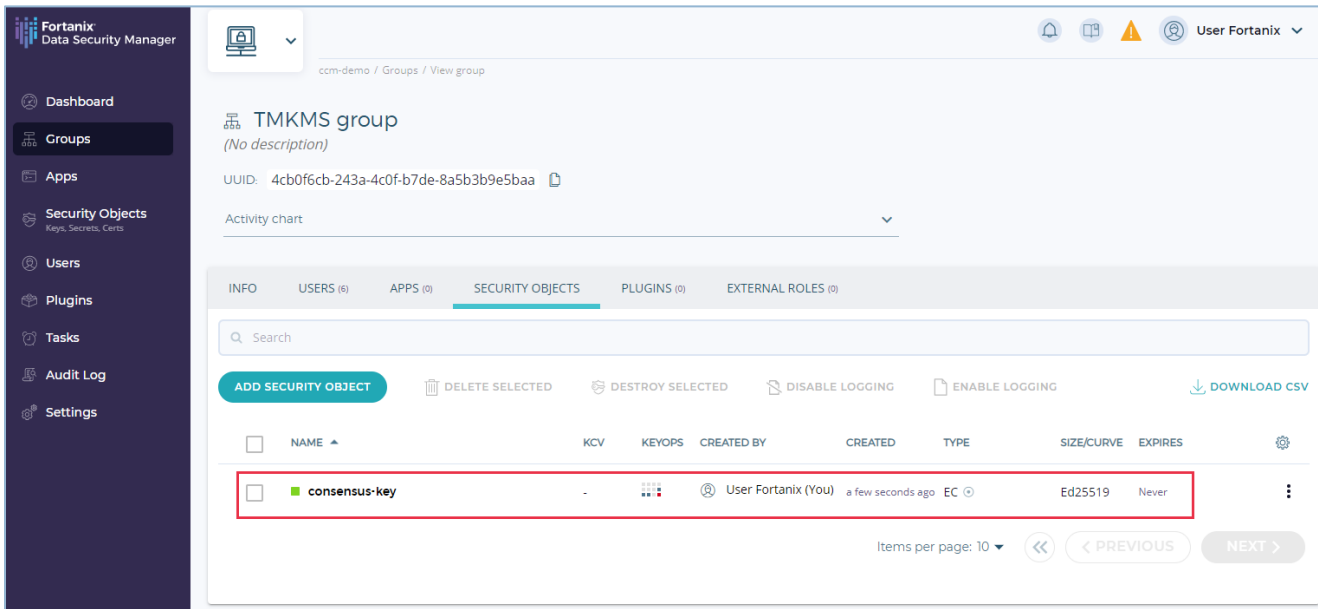 Fortanix
Data Security Manager
Dashboard
Groups
Apps
Security Objects
Keys, Secrets, Certs
Users
Plugins
Tasks
Audit Log
Settings
User Fortanix
ccm-demo / Groups / View group
TMKMS group
(No description)
UUID: 4cb0f6cb-243a-4c0f-b7de-8a5b3b9e5baa
Activity chart
INFO USERS (6) APPS (0) SECURITY OBJECTS PLUGINS (0) EXTERNAL ROLES (0)
Search
ADD SECURITY OBJECT DELETE SELECTED DESTROY SELECTED DISABLE LOGGING ENABLE LOGGING DOWNLOAD CSV
NAME KCV KEYOPS CREATED BY CREATED TYPE SIZE/CURVE EXPIRES
consensus-key - User Fortanix (You) a few seconds ago EC Ed25519 Never
Items per page: 10 PREVIOUS NEXT